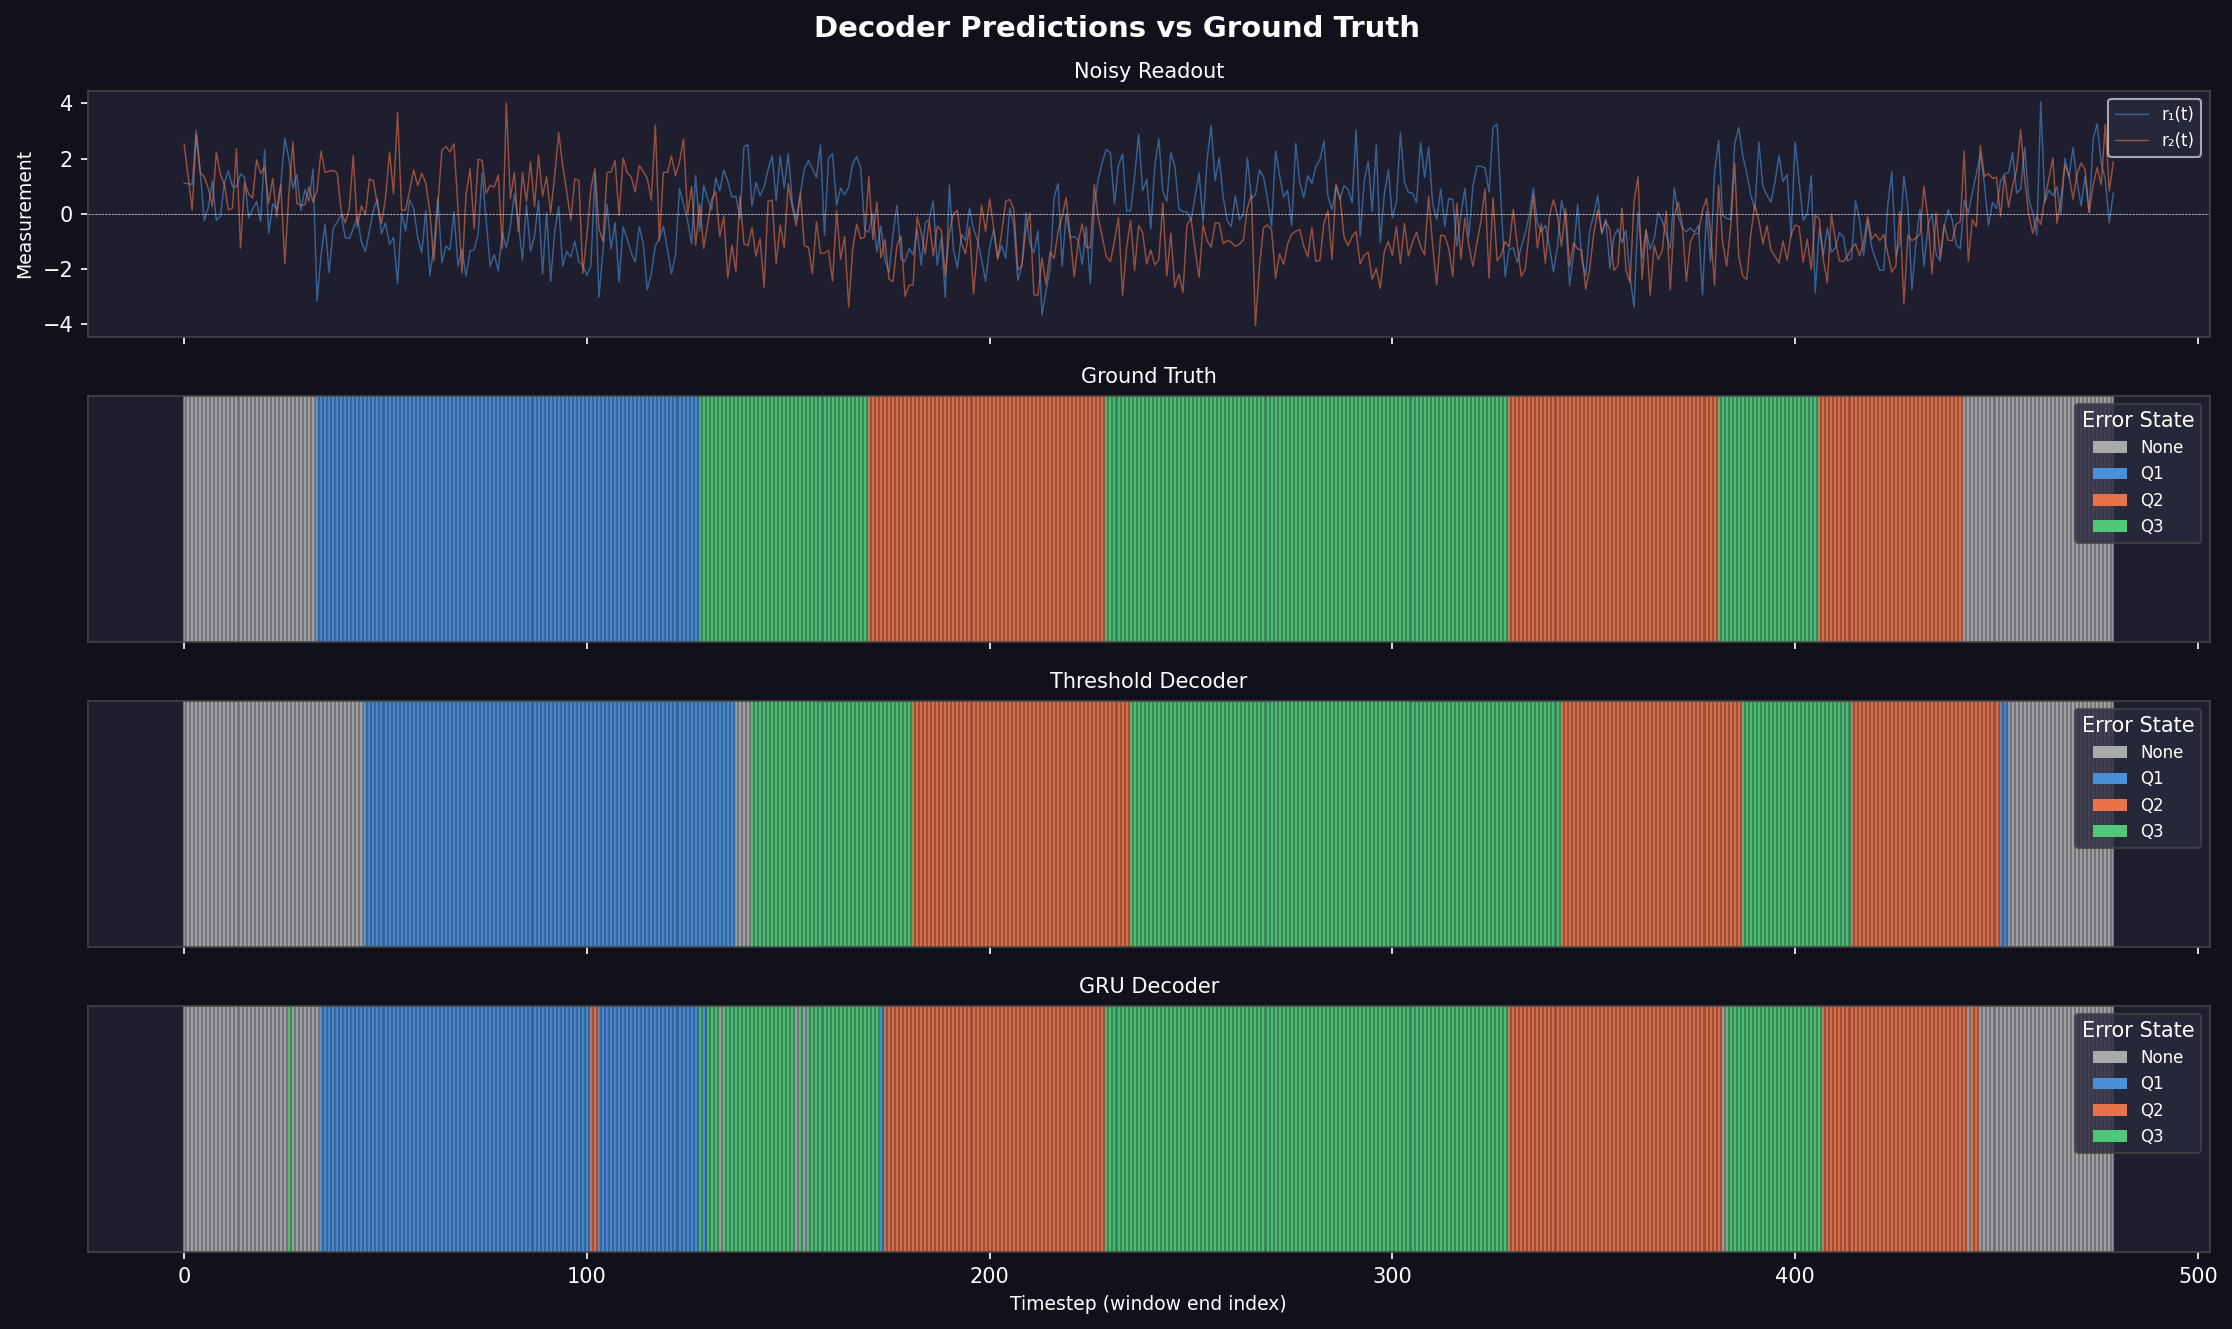 Decoder Predictions vs Ground Truth
Noisy Readout
Measurement
4
2
0
−2
−4
r₁(t)
r₂(t)
Ground Truth
Error State
None
Q1
Q2
Q3
Threshold Decoder
Error State
None
Q1
Q2
Q3
GRU Decoder
Error State
None
Q1
Q2
Q3
0 100 200 300 400 500
Timestep (window end index)